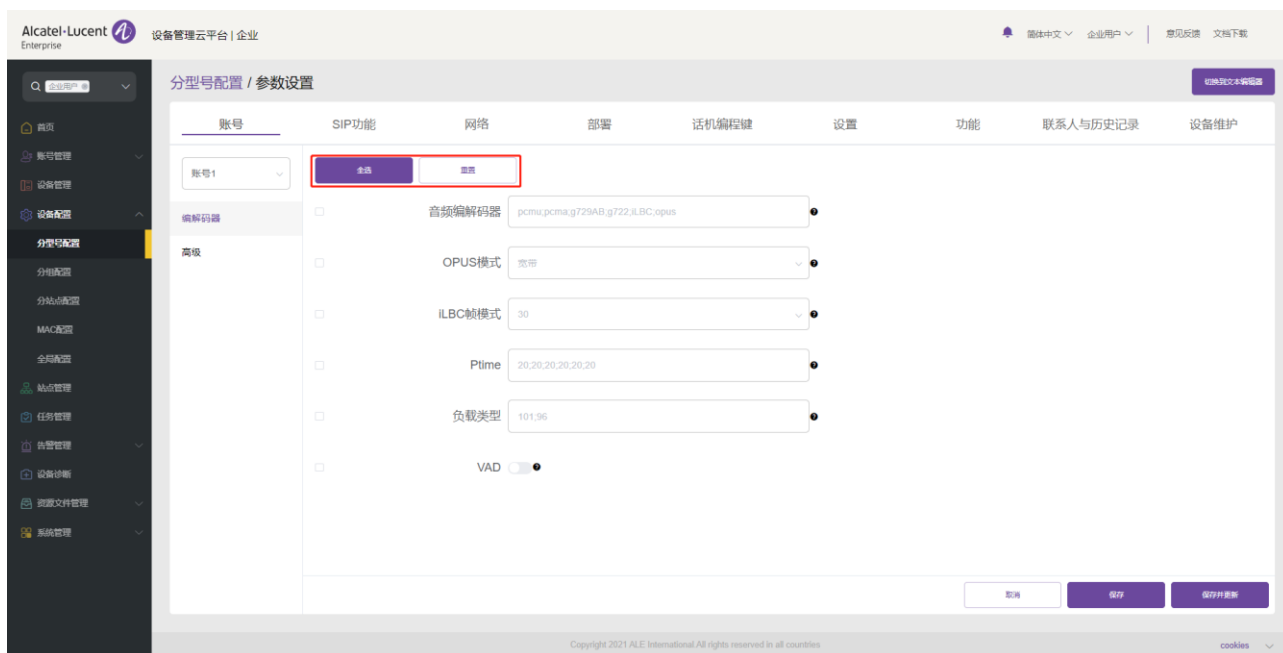 Alcatel·Lucent
Enterprise
设备管理云平台 | 企业
简体中文 企业用户 意见反馈 文档下载
企业用户
分型号配置 / 参数设置
切换到文本编辑器
首页
账号管理
设备管理
设备配置
分型号配置
分组配置
分站点配置
MAC配置
全局配置
站点管理
任务管理
告警管理
设备诊断
资源文件管理
系统管理
账号 SIP功能 网络 部署 话机编程键 设置 功能 联系人与历史记录 设备维护
账号1
编解码器
高级
全选 重置
音频编解码器 pcmu;pcma;g729AB;g722;iLBC;opus
OPUS模式 宽带
iLBC帧模式 30
Ptime 20;20;20;20;20;20
负载类型 101;96
VAD
取消 保存 保存并更新
Copyright 2021 ALE International.All rights reserved in all countries
cookies